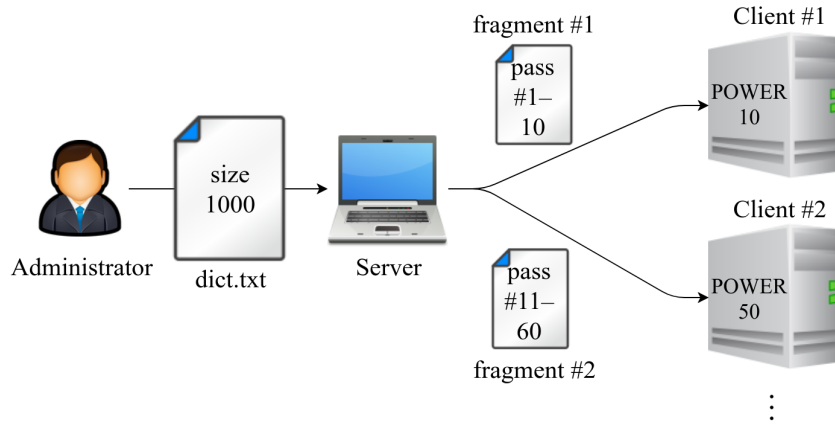 Client #1
fragment #1
pass
#1–
10
POWER
10
size
1000
Administrator
dict.txt
Server
Client #2
pass
#11–
60
POWER
50
fragment #2
⋮